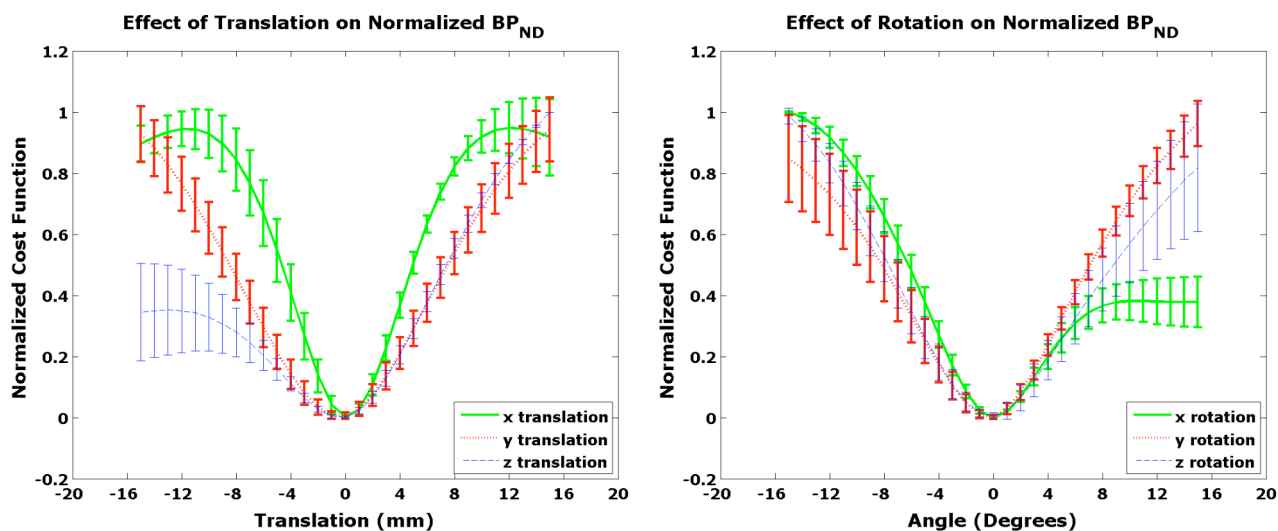 Effect of Translation on Normalized BP_ND
1.2
1
0.8
0.6
0.4
0.2
0
-0.2
Normalized Cost Function
-20 -16 -12 -8 -4 0 4 8 12 16 20
Translation (mm)
x translation
y translation
z translation
Effect of Rotation on Normalized BP_ND
1.2
1
0.8
0.6
0.4
0.2
0
-0.2
Normalized Cost Function
-20 -16 -12 -8 -4 0 4 8 12 16 20
Angle (Degrees)
x rotation
y rotation
z rotation